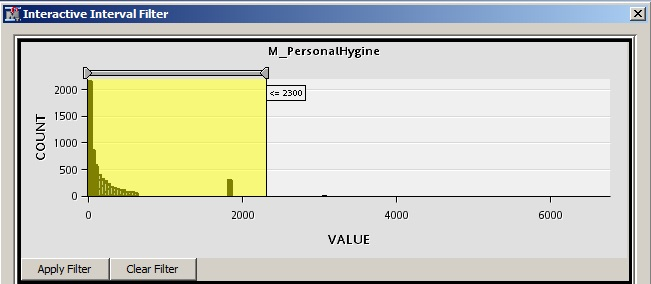 Interactive Interval Filter
M_PersonalHygine
<= 2300
2000
1500
1000
500
0
COUNT
0 2000 4000 6000
VALUE
Apply Filter Clear Filter